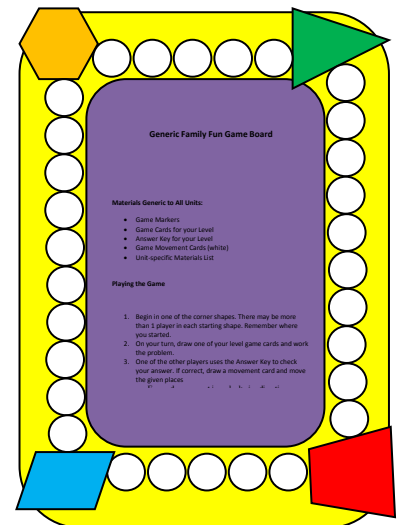 Generic Family Fun Game Board
Materials Generic to All Units:
• Game Markers
• Game Cards for your Level
• Answer Key for your Level
• Game Movement Cards (white)
• Unit-specific Materials List
Playing the Game
1. Begin in one of the corner shapes. There may be more
than 1 player in each starting shape. Remember where
you started.
2. On your turn, draw one of your level game cards and work
the problem.
3. One of the other players uses the Answer Key to check
your answer. If correct, draw a movement card and move
the given places